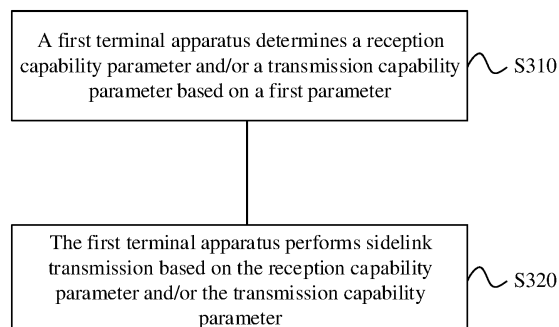 A first terminal apparatus determines a reception
capability parameter and/or a transmission capability
parameter based on a first parameter
S310
The first terminal apparatus performs sidelink
transmission based on the reception capability
parameter and/or the transmission capability
parameter
S320